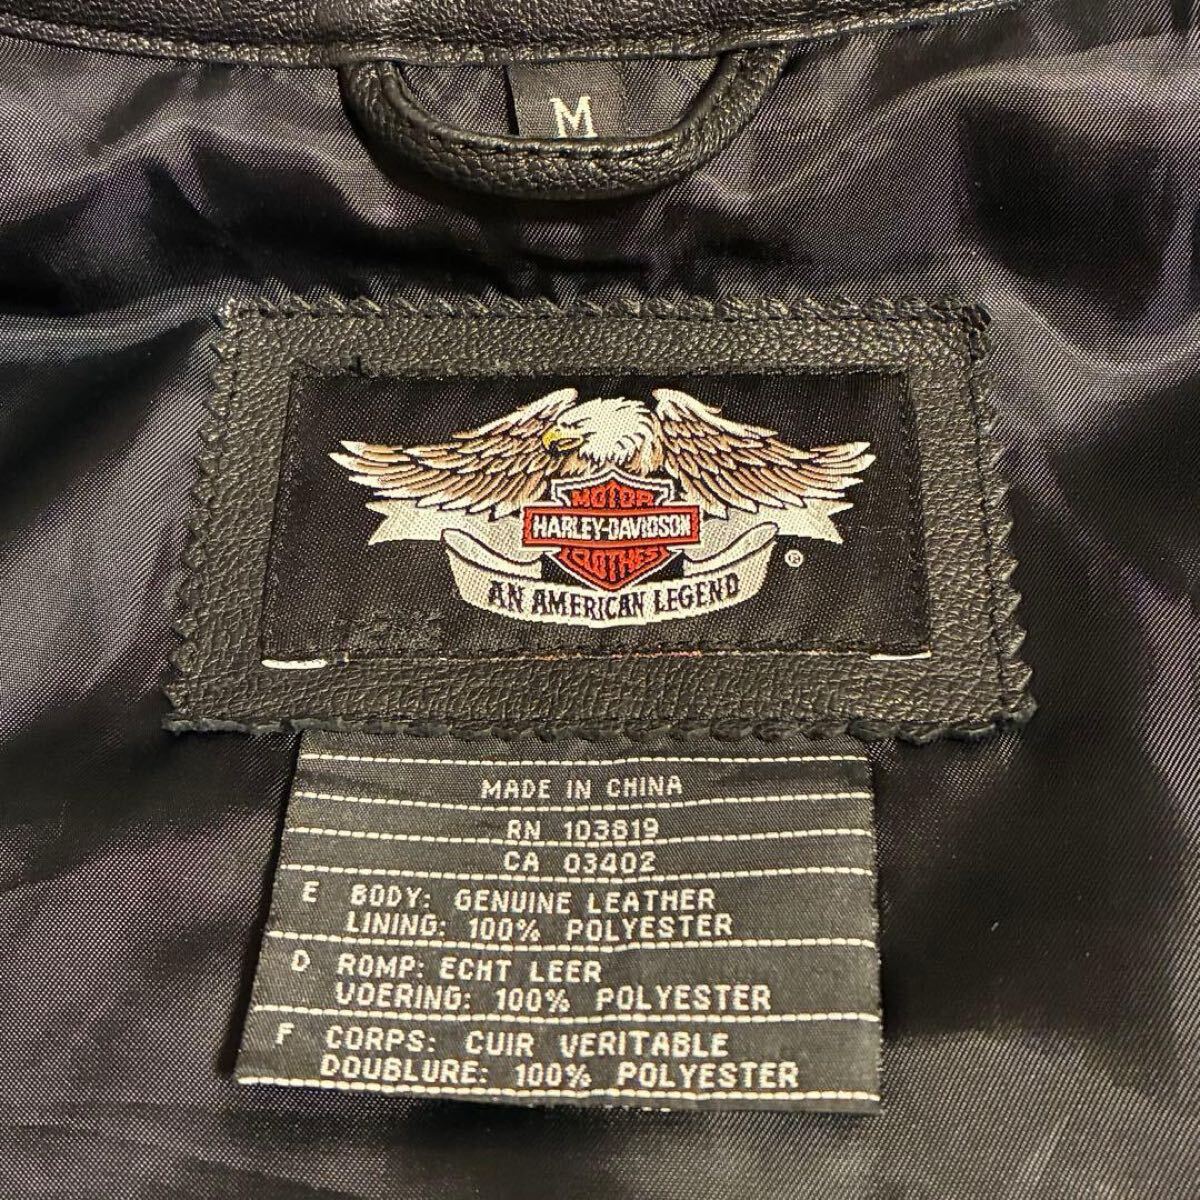 M
MOTOR
HARLEY-DAVIDSON
CLOTHES
®
AN AMERICAN LEGEND
MADE IN CHINA
RN 103819
CA 03402
E BODY: GENUINE LEATHER
LINING: 100% POLYESTER
D ROMP: ECHT LEER
VOERING: 100% POLYESTER
F CORPS: CUIR VERITABLE
DOUBLURE: 100% POLYESTER